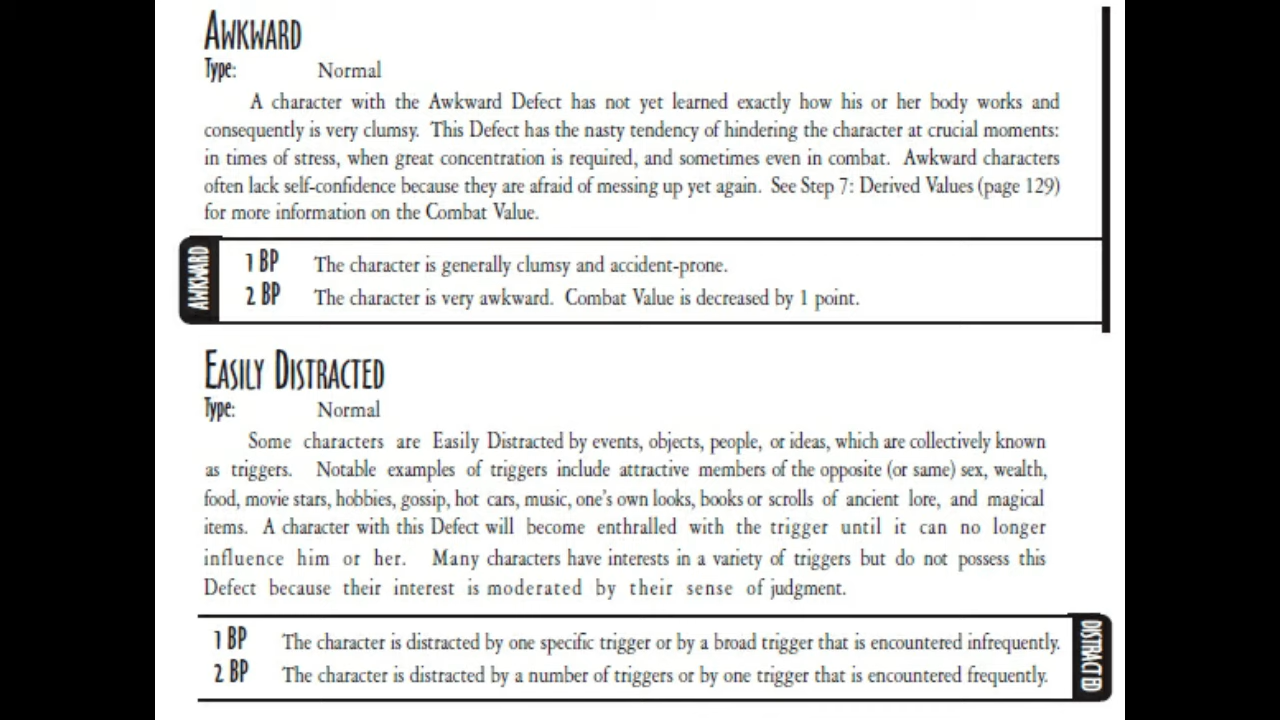 AWKWARD
Type: Normal
A character with the Awkward Defect has not yet learned exactly how his or her body works and
consequently is very clumsy. This Defect has the nasty tendency of hindering the character at crucial moments:
in times of stress, when great concentration is required, and sometimes even in combat. Awkward characters
often lack self-confidence because they are afraid of messing up yet again. See Step 7: Derived Values (page 129)
for more information on the Combat Value.
AWKWARD
1 BP The character is generally clumsy and accident-prone.
2 BP The character is very awkward. Combat Value is decreased by 1 point.
EASILY DISTRACTED
Type: Normal
Some characters are Easily Distracted by events, objects, people, or ideas, which are collectively known
as triggers. Notable examples of triggers include attractive members of the opposite (or same) sex, wealth,
food, movie stars, hobbies, gossip, hot cars, music, one's own looks, books or scrolls of ancient lore, and magical
items. A character with this Defect will become enthralled with the trigger until it can no longer
influence him or her. Many characters have interests in a variety of triggers but do not possess this
Defect because their interest is moderated by their sense of judgment.
1 BP The character is distracted by one specific trigger or by a broad trigger that is encountered infrequently.
2 BP The character is distracted by a number of triggers or by one trigger that is encountered frequently.
DISTRACTED